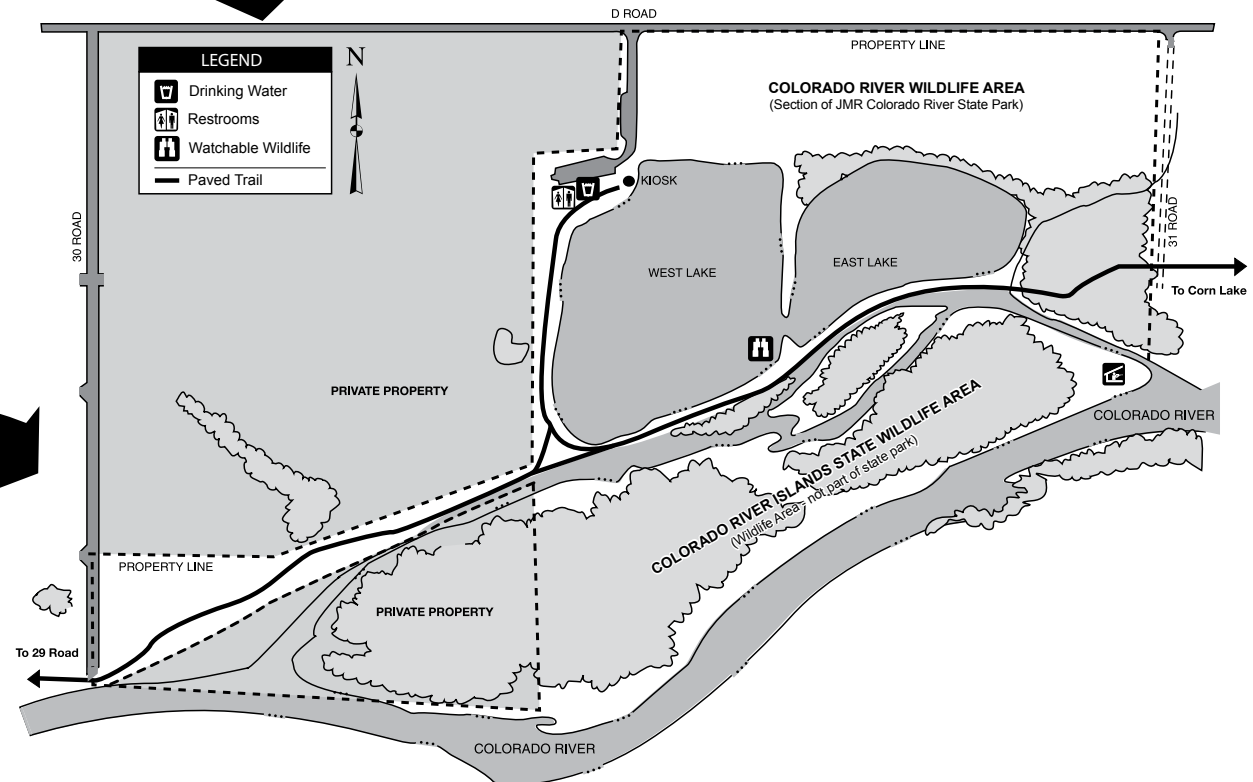 D ROAD
PROPERTY LINE
LEGEND
Drinking Water
Restrooms
Watchable Wildlife
Paved Trail
N
COLORADO RIVER WILDLIFE AREA
(Section of JMR Colorado River State Park)
KIOSK
30 ROAD
31 ROAD
WEST LAKE
EAST LAKE
To Corn Lake
PRIVATE PROPERTY
COLORADO RIVER
COLORADO RIVER ISLANDS STATE WILDLIFE AREA
(Wildlife Area - not part of state park)
PROPERTY LINE
PRIVATE PROPERTY
To 29 Road
COLORADO RIVER